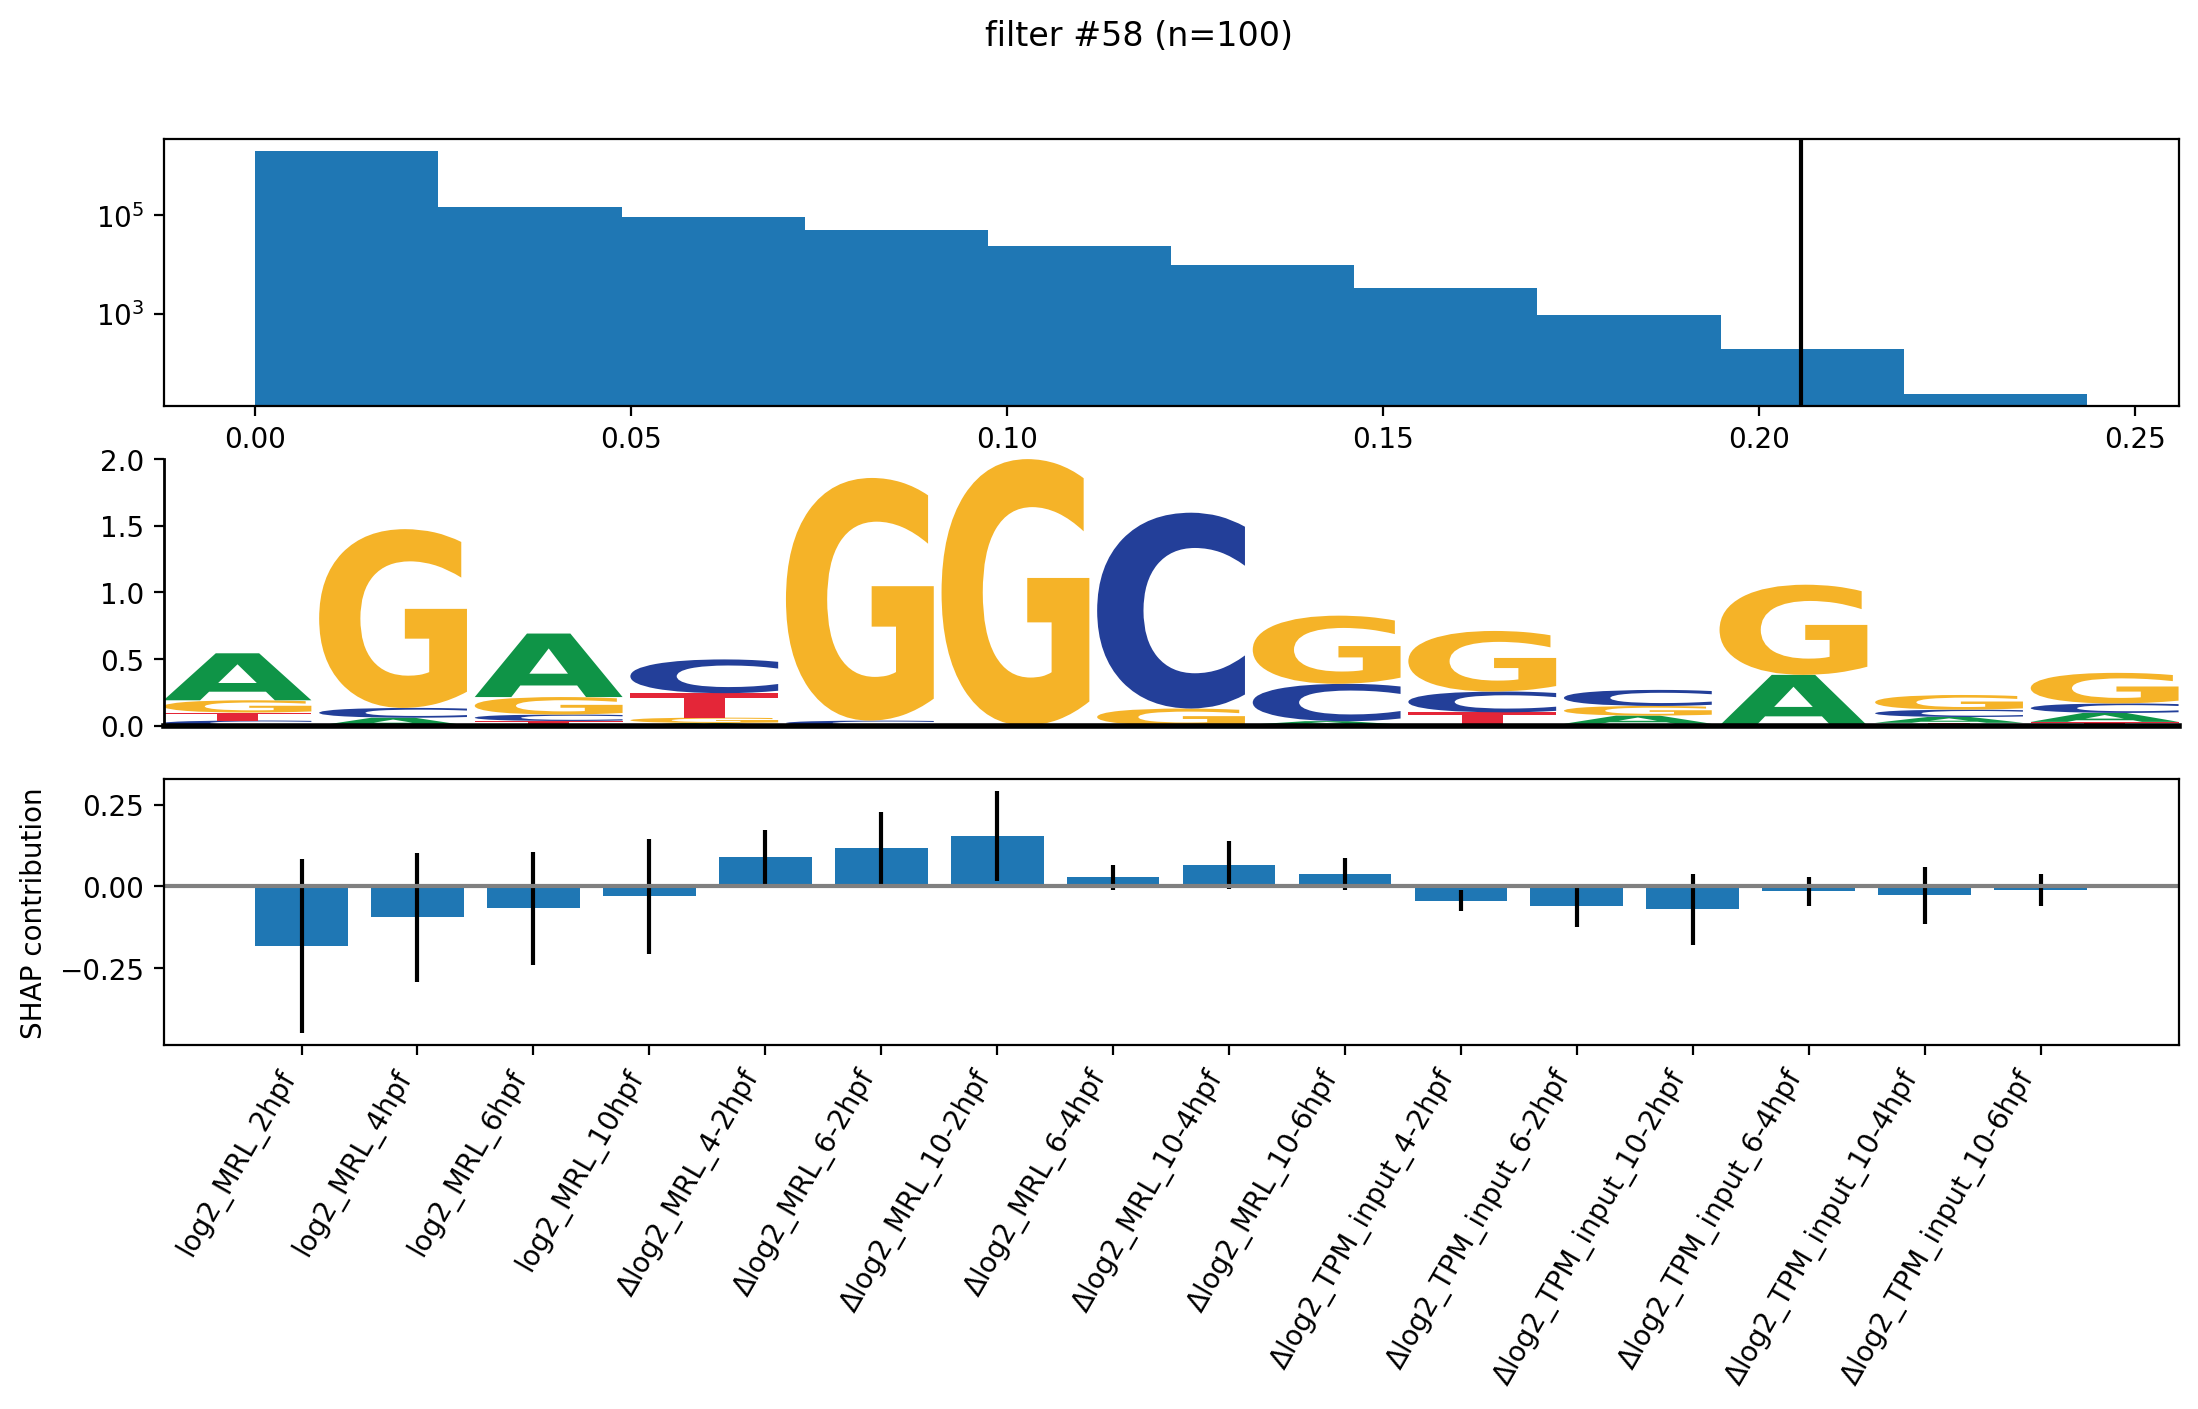 filter #58 (n=100)
10⁵
10³
0.00 0.05 0.10 0.15 0.20 0.25
2.0
1.5
1.0
0.5
0.0
A G A C G G C G G C G G G
G C G T C G C C G A C C
T A C G G T A A A
C T T
SHAP contribution
0.25
0.00
−0.25
log2_MRL_2hpf
log2_MRL_4hpf
log2_MRL_6hpf
log2_MRL_10hpf
Δlog2_MRL_4-2hpf
Δlog2_MRL_6-2hpf
Δlog2_MRL_10-2hpf
Δlog2_MRL_6-4hpf
Δlog2_MRL_10-4hpf
Δlog2_MRL_10-6hpf
Δlog2_TPM_input_4-2hpf
Δlog2_TPM_input_6-2hpf
Δlog2_TPM_input_10-2hpf
Δlog2_TPM_input_6-4hpf
Δlog2_TPM_input_10-4hpf
Δlog2_TPM_input_10-6hpf